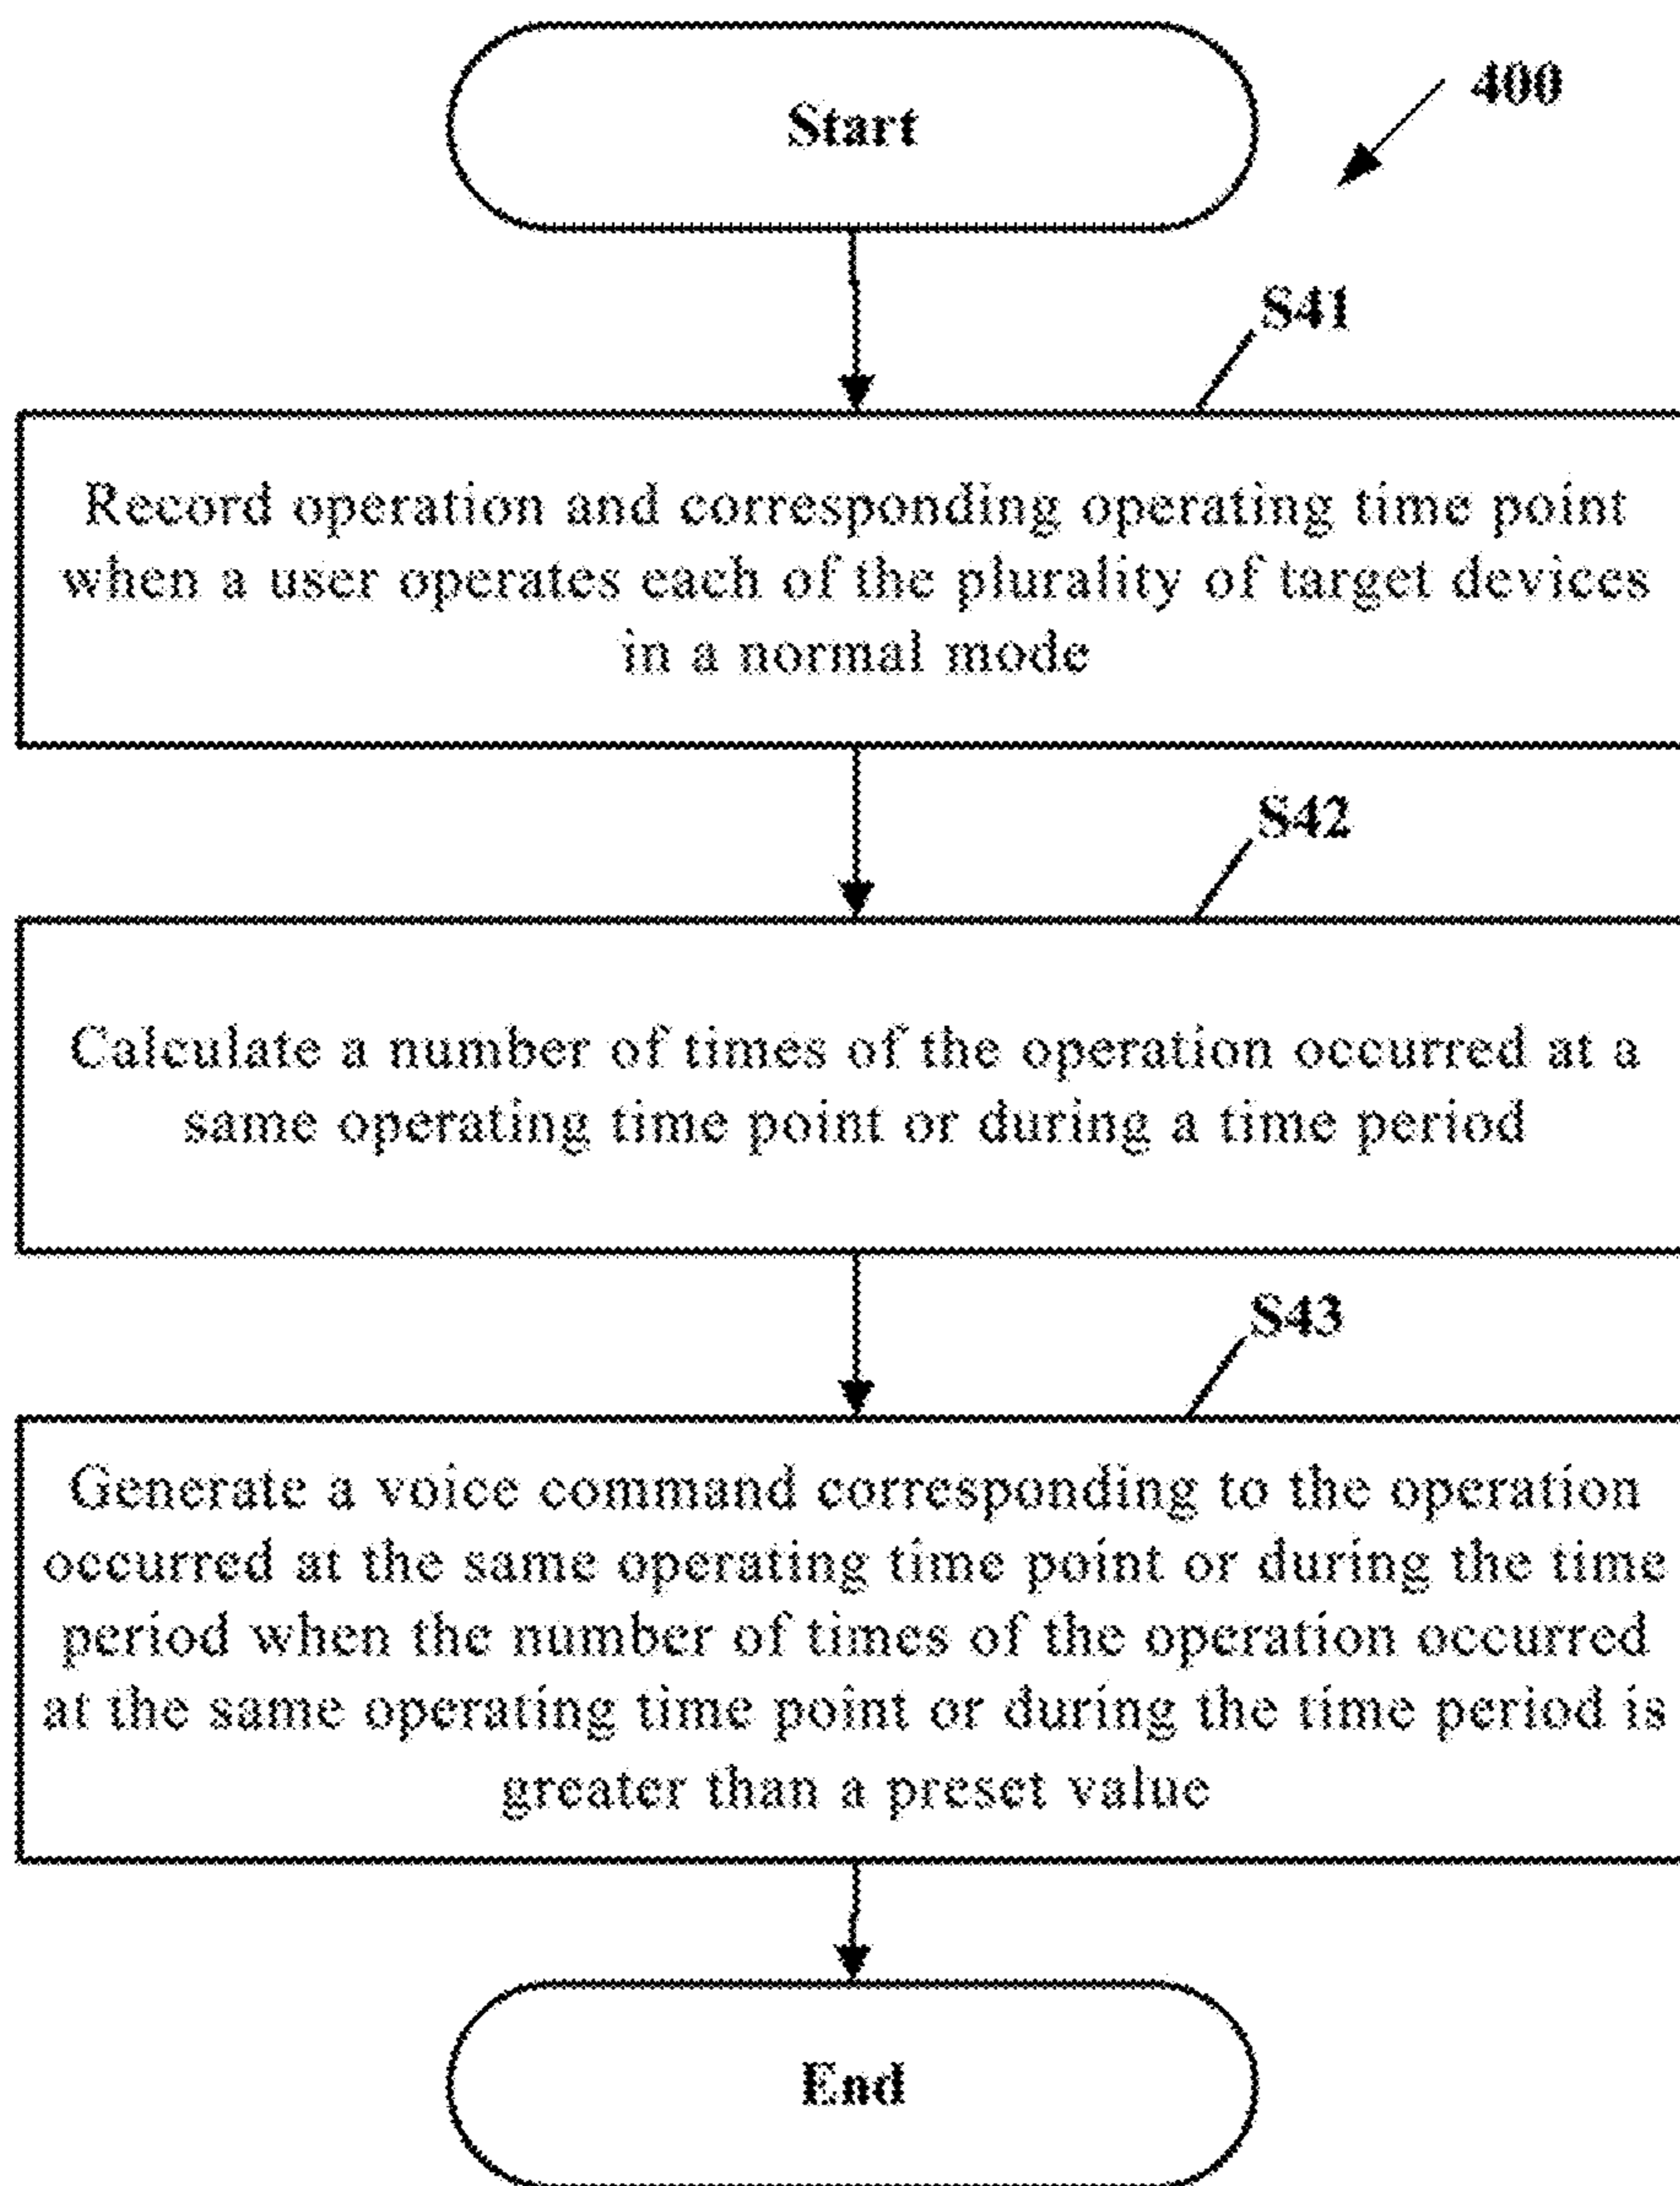 Start
400
S41
Record operation and corresponding operating time point
when a user operates each of the plurality of target devices
in a normal mode
S42
Calculate a number of times of the operation occurred at a
same operating time point or during a time period
S43
Generate a voice command corresponding to the operation
occurred at the same operating time point or during the time
period when the number of times of the operation occurred
at the same operating time point or during the time period is
greater than a preset value
End